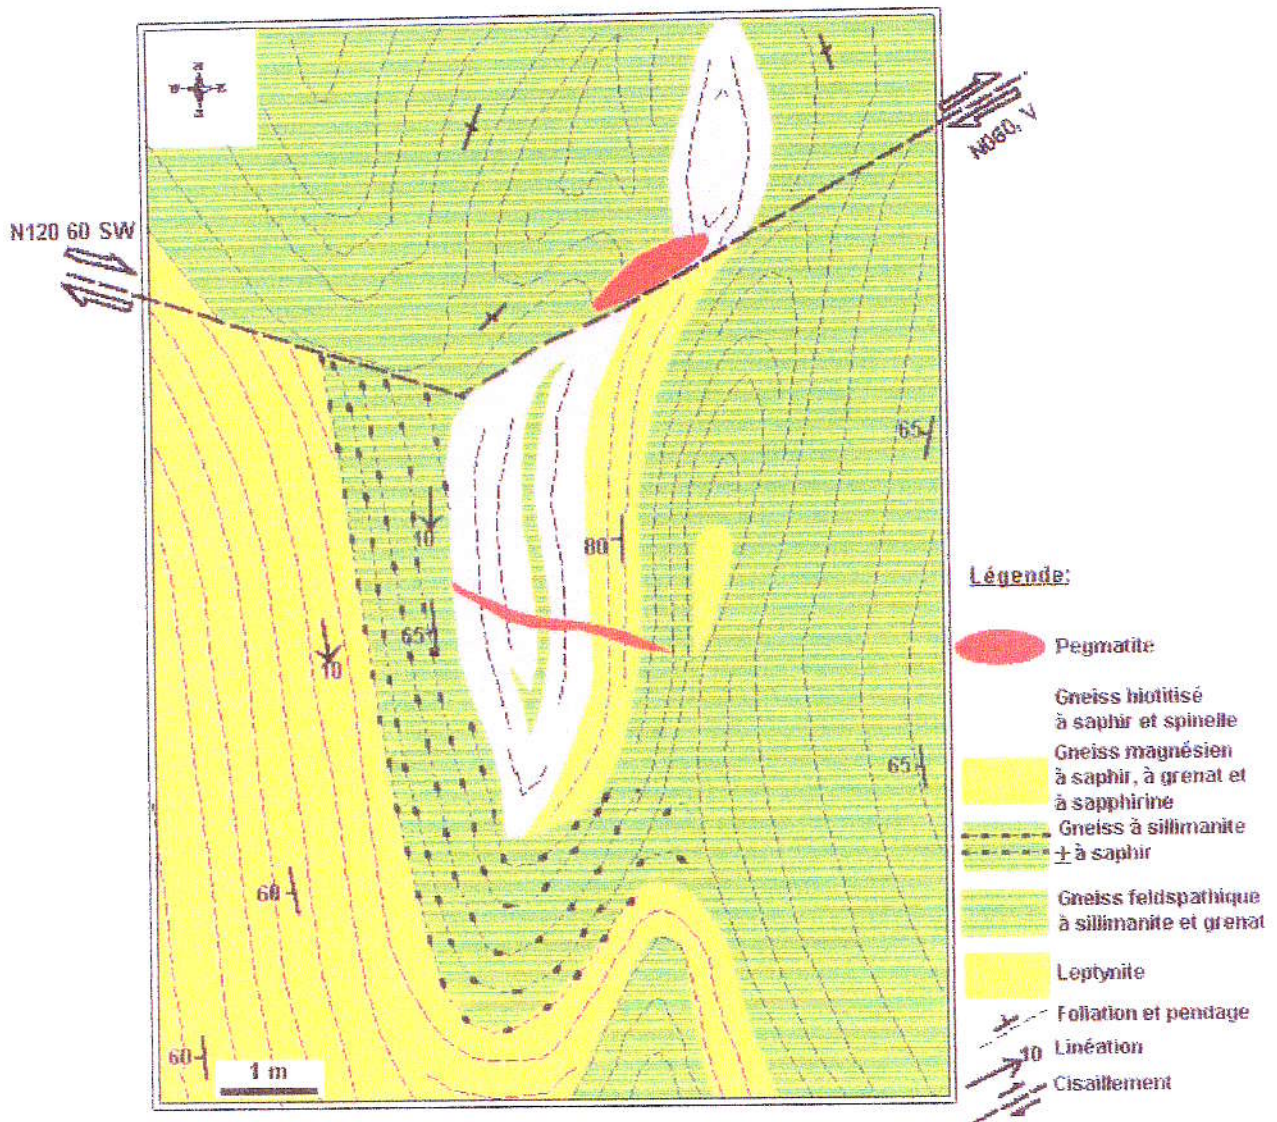 N120 60 SW
N060, V
65
10
80
65
10
65
60
60
1 m
Légende:
Pegmatite
Gneiss biotitisé
à saphir et spinelle
Gneiss magnésien
à saphir, à grenat et
à sapphirine
Gneiss à sillimanite
± à saphir
Gneiss feldspathique
à sillimanite et grenat
Leptynite
Foliation et pendage
10 Linéation
Cisaillement